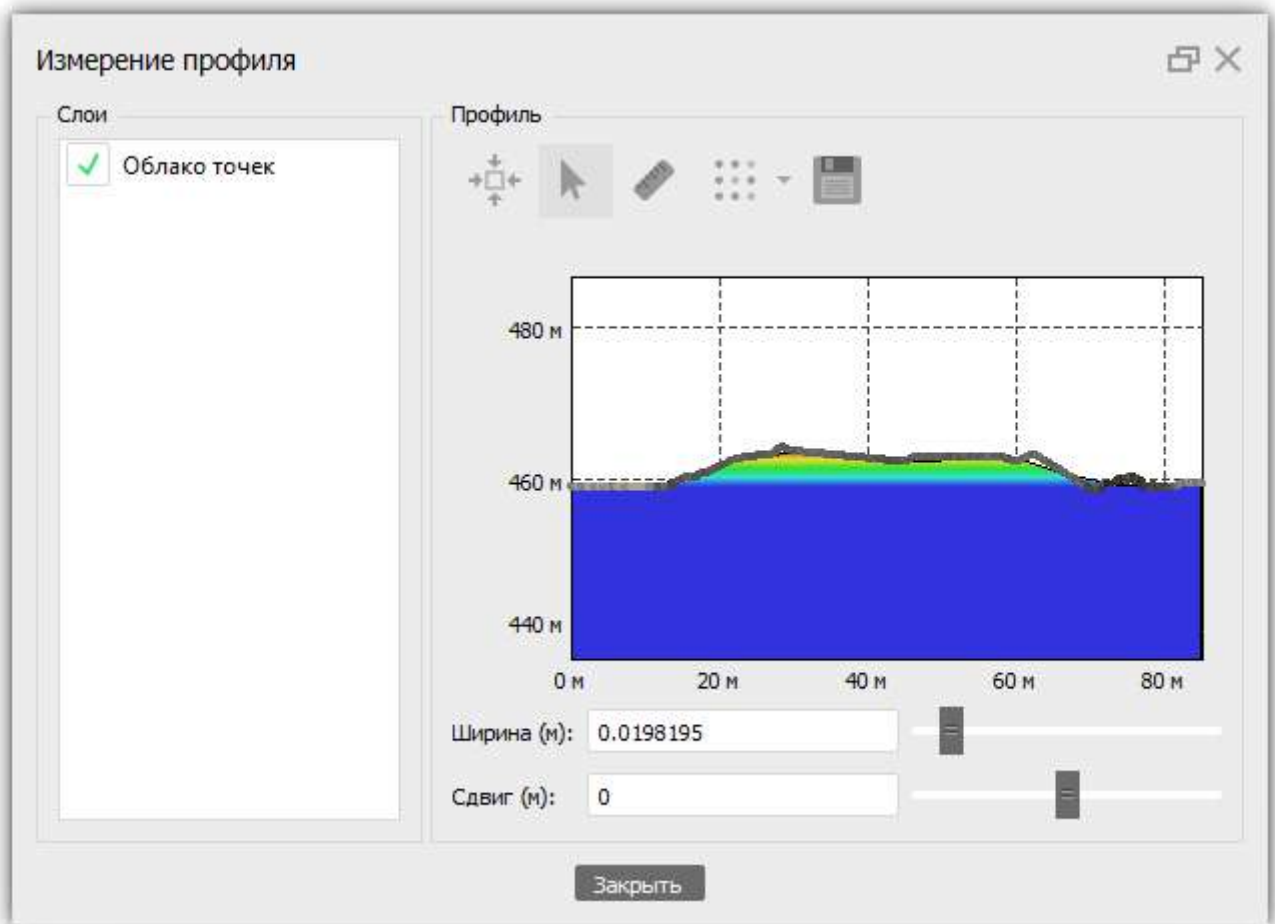 Измерение профиля
Слои
Облако точек
Профиль
480 м
460 м
440 м
0 м 20 м 40 м 60 м 80 м
Ширина (м): 0.0198195
Сдвиг (м): 0
Закрыть